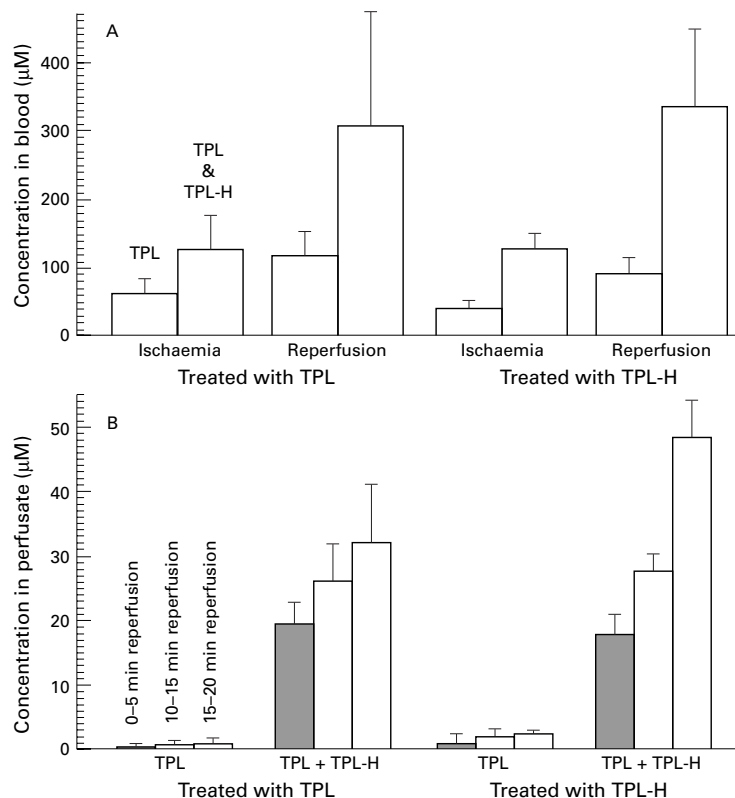 A
Concentration in blood (μM)
400
300
200
100
0
TPL
TPL
&
TPL-H
Ischaemia
Reperfusion
Ischaemia
Reperfusion
Treated with TPL
Treated with TPL-H
B
Concentration in perfusate (μM)
50
40
30
20
10
0
0–5 min reperfusion
10–15 min reperfusion
15–20 min reperfusion
TPL
TPL + TPL-H
TPL
TPL + TPL-H
Treated with TPL
Treated with TPL-H